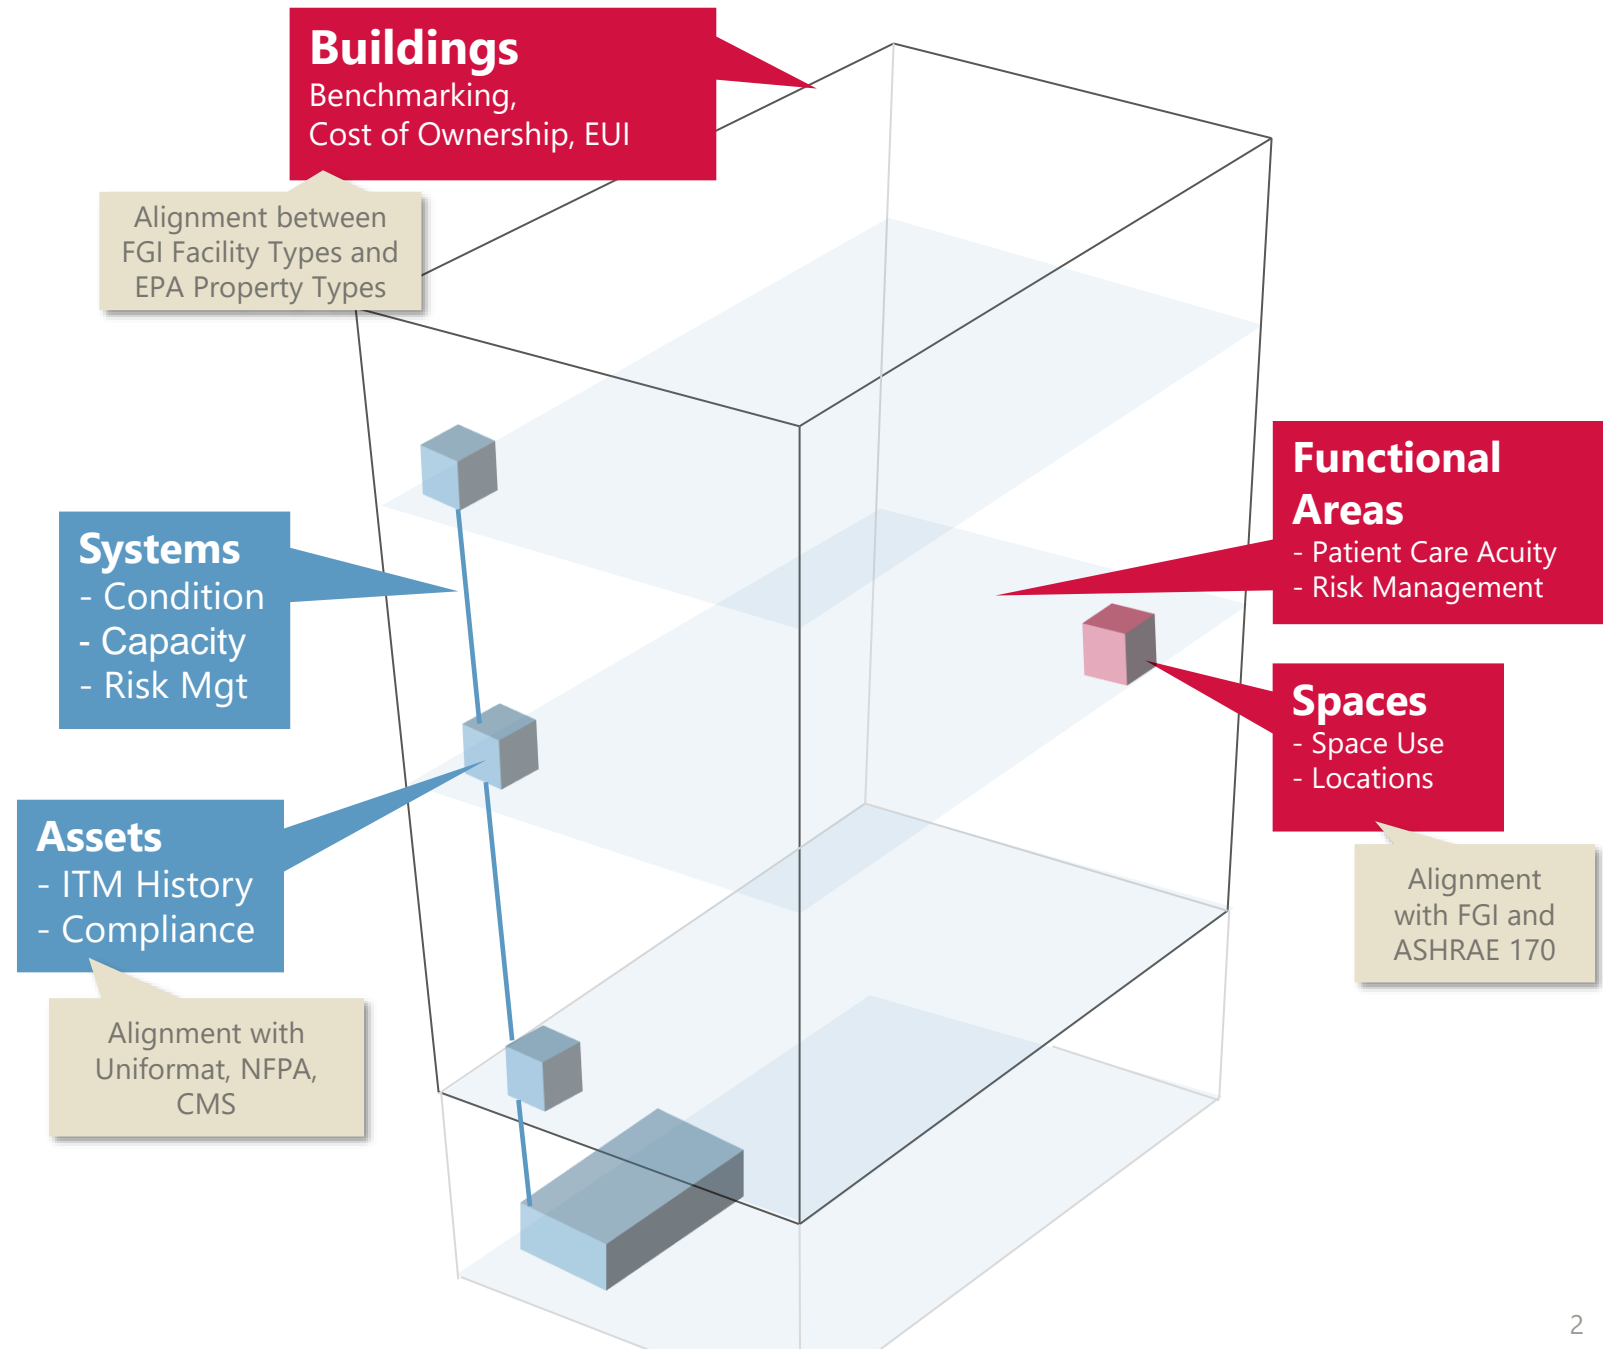 Buildings
Benchmarking,
Cost of Ownership, EUI
Alignment between
FGI Facility Types and
EPA Property Types
Functional
Areas
- Patient Care Acuity
- Risk Management
Systems
- Condition
- Capacity
- Risk Mgt
Spaces
- Space Use
- Locations
Assets
- ITM History
- Compliance
Alignment
with FGI and
ASHRAE 170
Alignment with
Uniformat, NFPA,
CMS
2